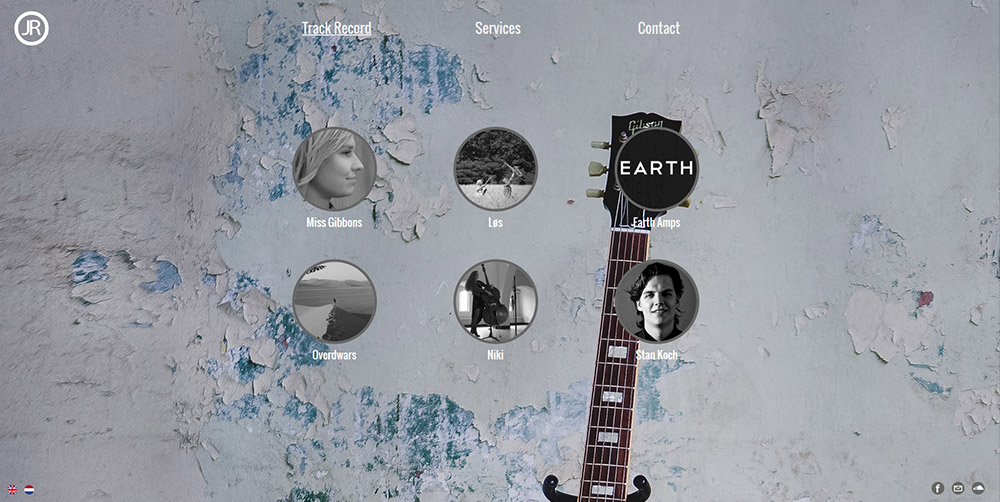 JR
Track Record
Services
Contact
Gibson
EARTH
Miss Gibbons
Løs
Earth Amps
Overdwars
Niki
Stan Koch